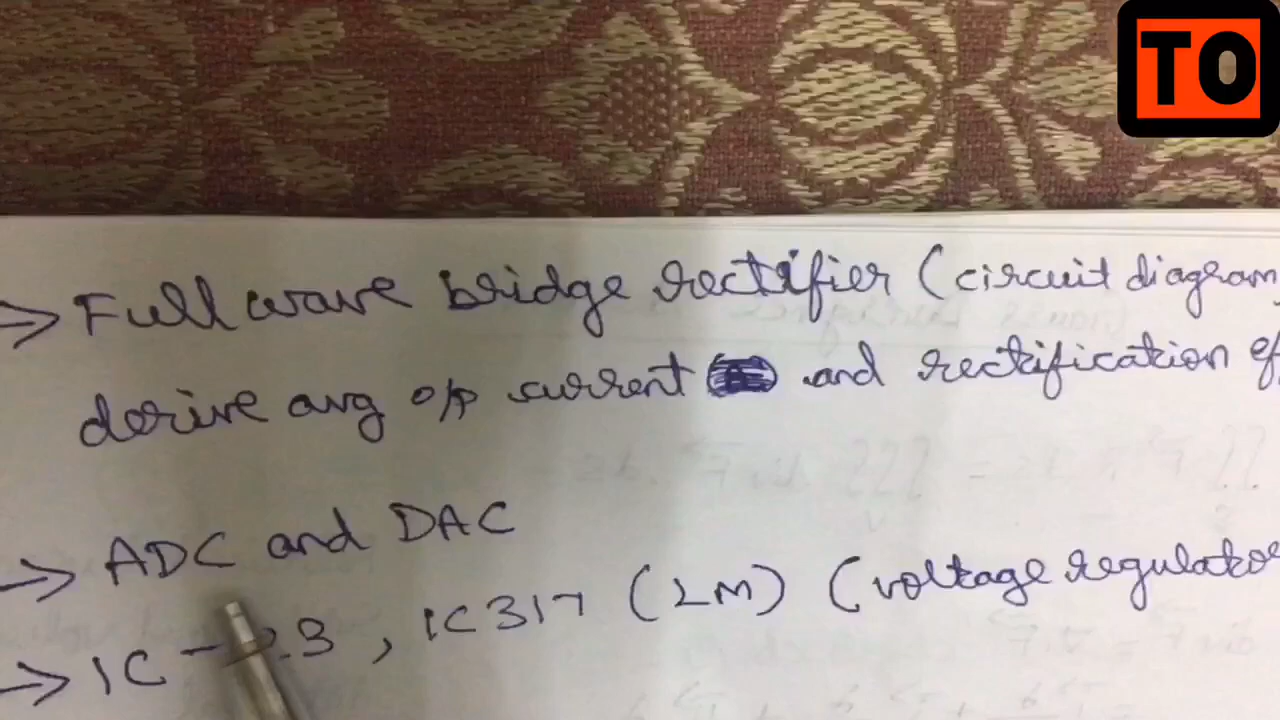 TO
→ Full wave bridge rectifier (circuit diagram,
derive avg o/p current and rectification ef
→ ADC and DAC
→ IC , IC 317 (LM) (voltage regulator